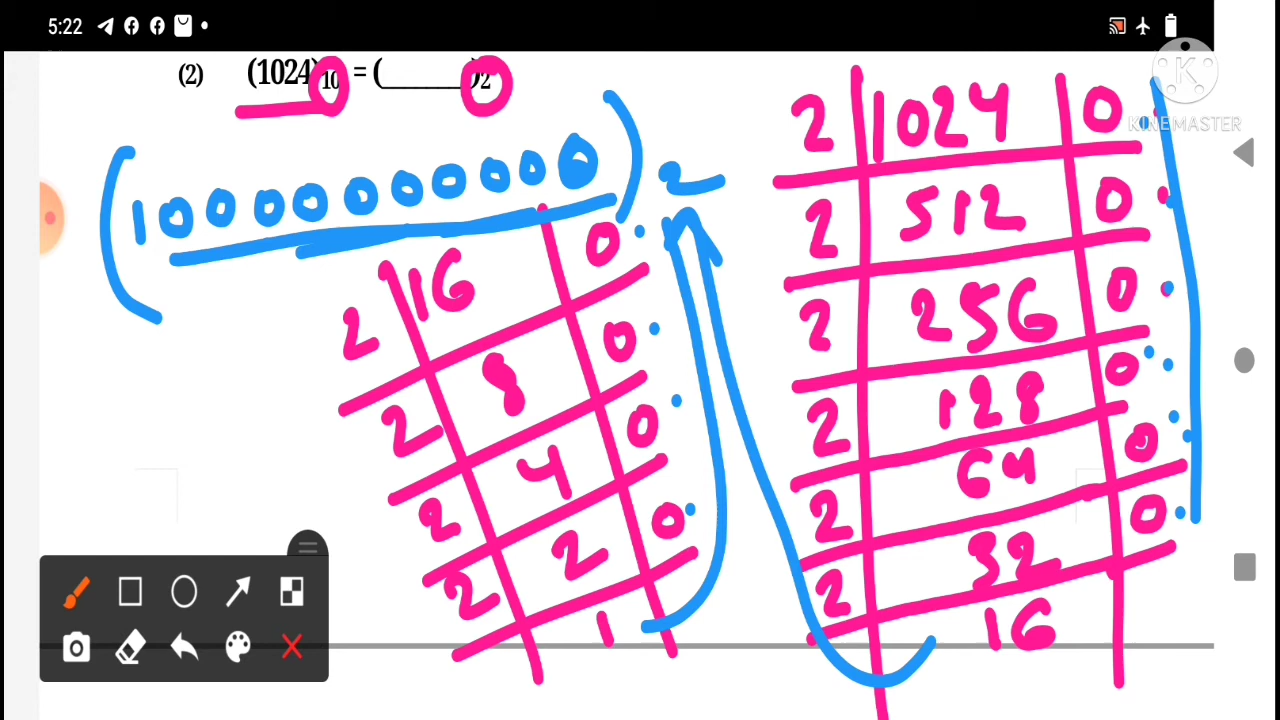 5:22
(2) (1024)10 = (______)2
KINEMASTER
(10000000000)2
2 1024 0
2 512 0
2 256 0
2 128 0
2 64 0
2 32 0
16
2 16 0
2 8 0
2 4 0
2 2 0
1